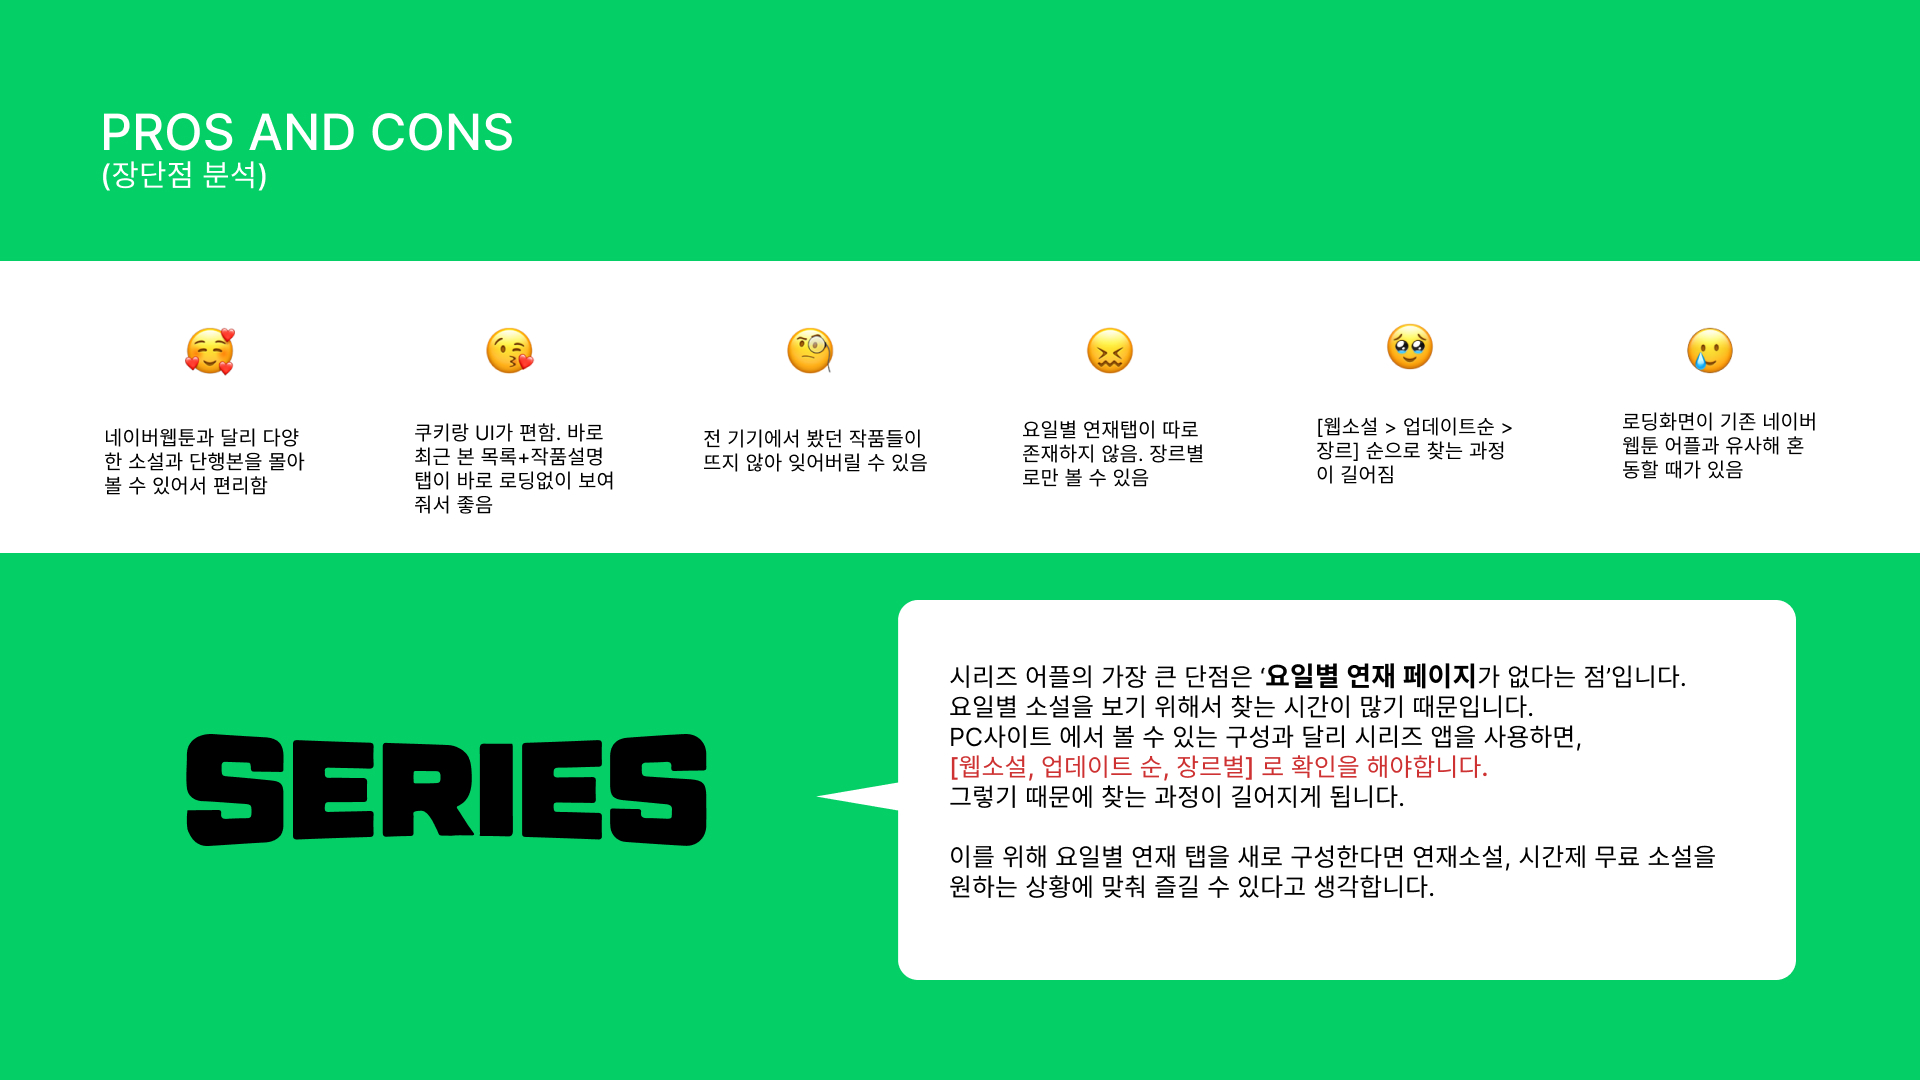 PROS AND CONS
(장단점 분석)
네이버웹툰과 달리 다양
한 소설과 단행본을 몰아
볼 수 있어서 편리함
쿠키랑 UI가 편함. 바로
최근 본 목록+작품설명
탭이 바로 로딩없이 보여
줘서 좋음
전 기기에서 봤던 작품들이
뜨지 않아 잊어버릴 수 있음
요일별 연재탭이 따로
존재하지 않음. 장르별
로만 볼 수 있음
[웹소설 > 업데이트순 >
장르] 순으로 찾는 과정
이 길어짐
로딩화면이 기존 네이버
웹툰 어플과 유사해 혼
동할 때가 있음
SERIES
시리즈 어플의 가장 큰 단점은 ‘요일별 연재 페이지가 없다는 점’입니다.
요일별 소설을 보기 위해서 찾는 시간이 많기 때문입니다.
PC사이트 에서 볼 수 있는 구성과 달리 시리즈 앱을 사용하면,
[웹소설, 업데이트 순, 장르별] 로 확인을 해야합니다.
그렇기 때문에 찾는 과정이 길어지게 됩니다.
이를 위해 요일별 연재 탭을 새로 구성한다면 연재소설, 시간제 무료 소설을
원하는 상황에 맞춰 즐길 수 있다고 생각합니다.